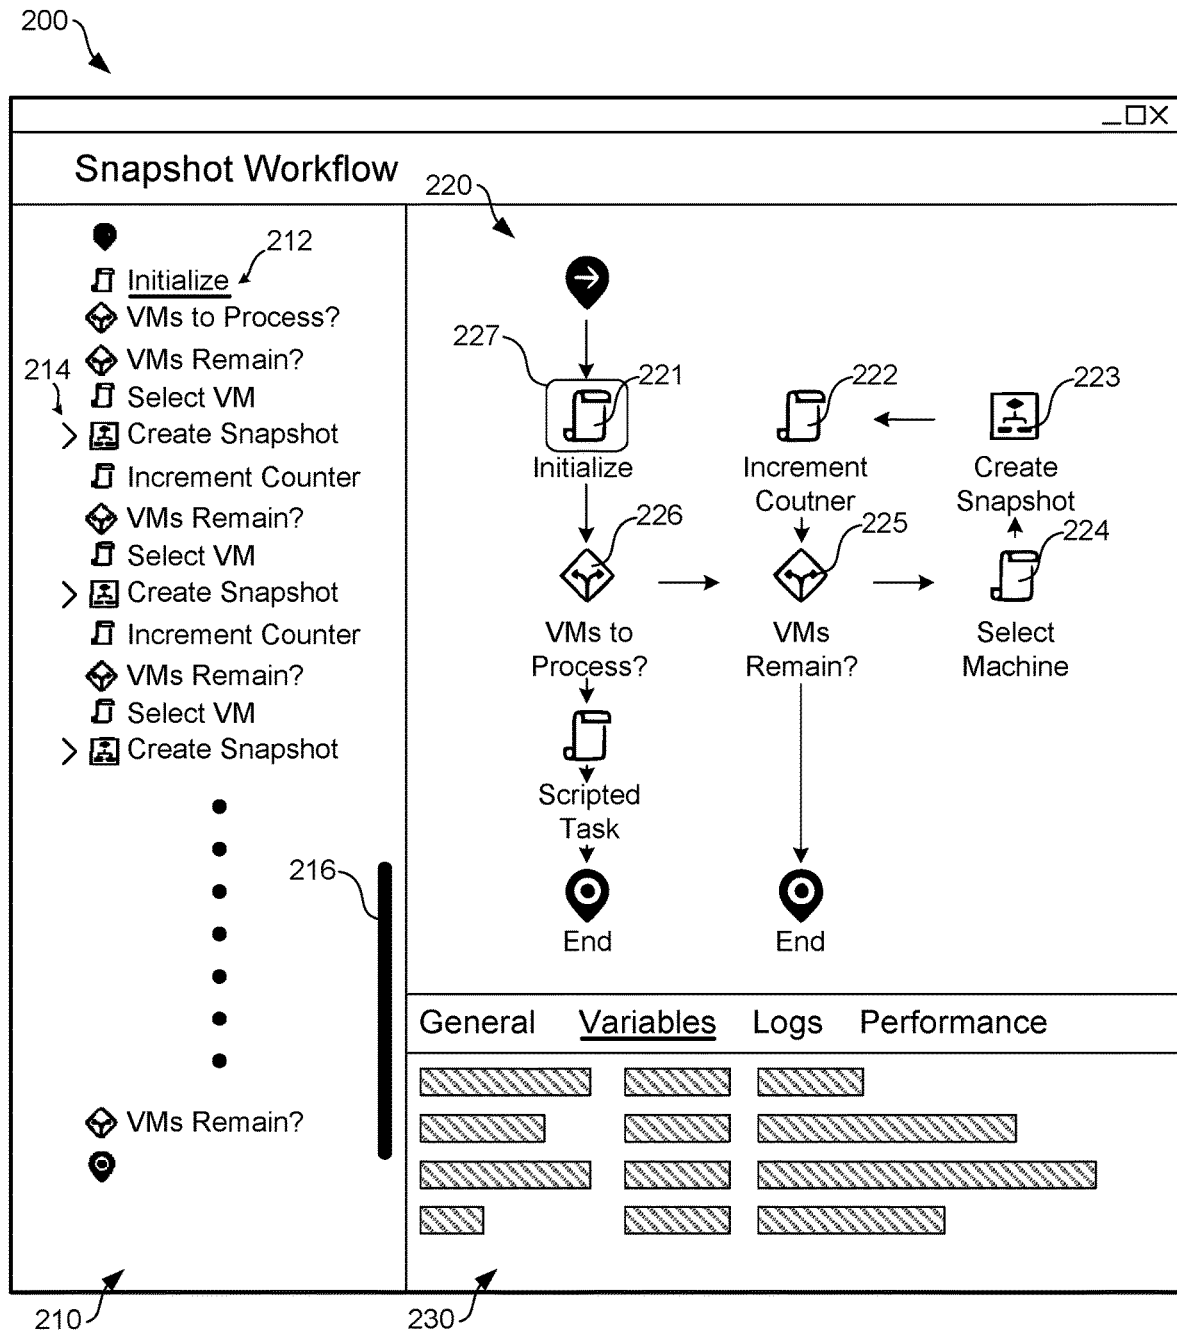 200
Snapshot Workflow
220
212
Initialize
VMs to Process?
VMs Remain?
214
Select VM
Create Snapshot
Increment Counter
VMs Remain?
Select VM
Create Snapshot
Increment Counter
VMs Remain?
Select VM
Create Snapshot
216
VMs Remain?
210
227
221
222
223
Initialize
Increment
Coutner
Create
Snapshot
226
225
224
VMs to
Process?
VMs
Remain?
Select
Machine
Scripted
Task
End
End
General Variables Logs Performance
230